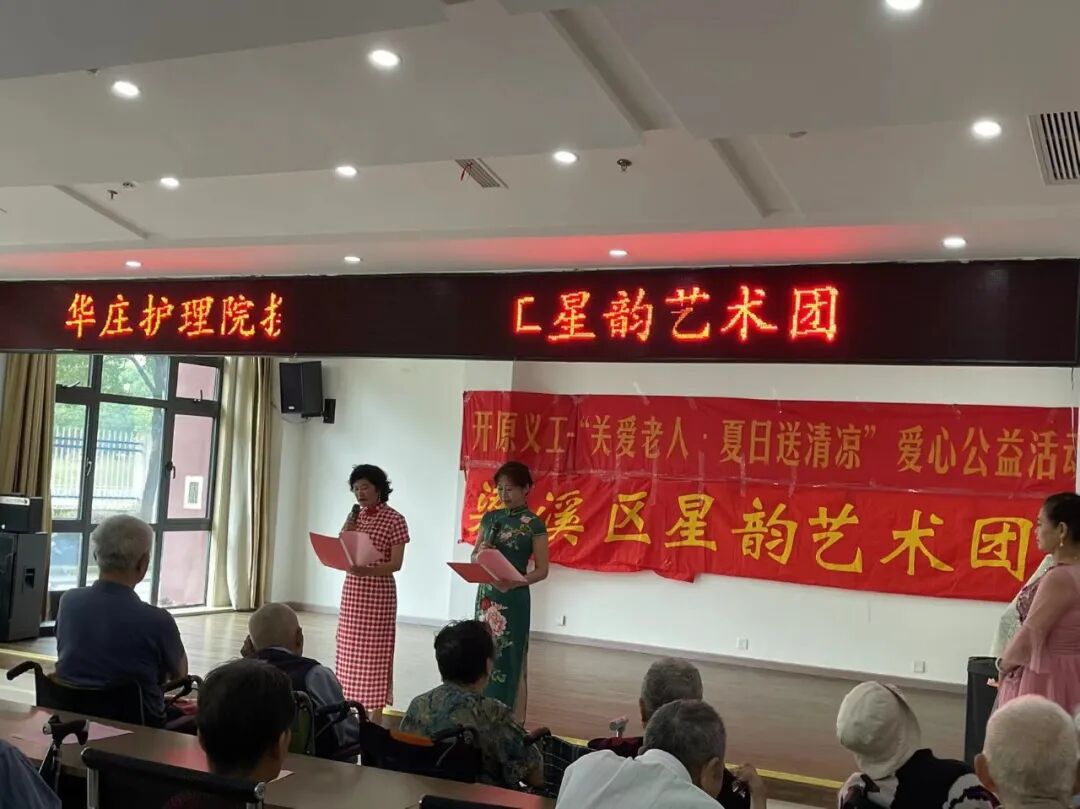 华庄护理院
星韵艺术团
开原义工-“关爱老人·夏日送清凉”爱心公益活动
梁溪区星韵艺术团